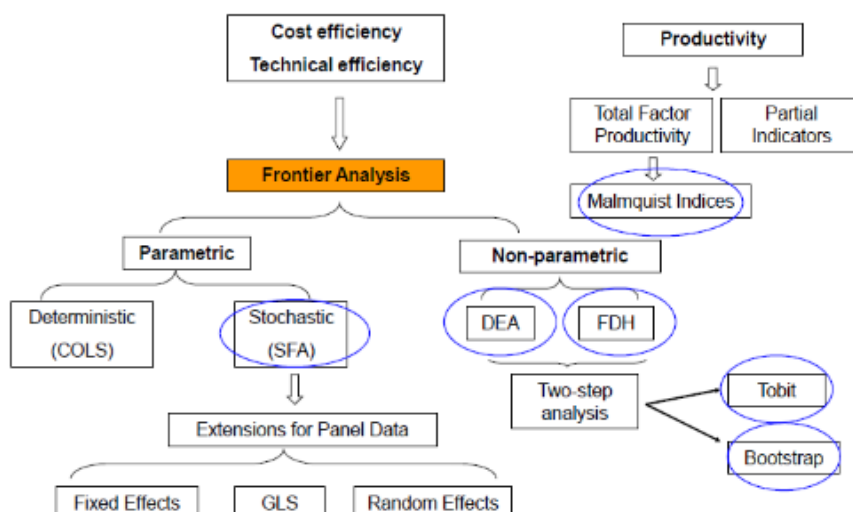 Cost efficiency
Technical efficiency
Productivity
Total Factor
Productivity
Partial
Indicators
Frontier Analysis
Malmquist Indices
Parametric
Non-parametric
Deterministic
(COLS)
Stochastic
(SFA)
DEA
FDH
Two-step
analysis
Tobit
Extensions for Panel Data
Bootstrap
Fixed Effects
GLS
Random Effects